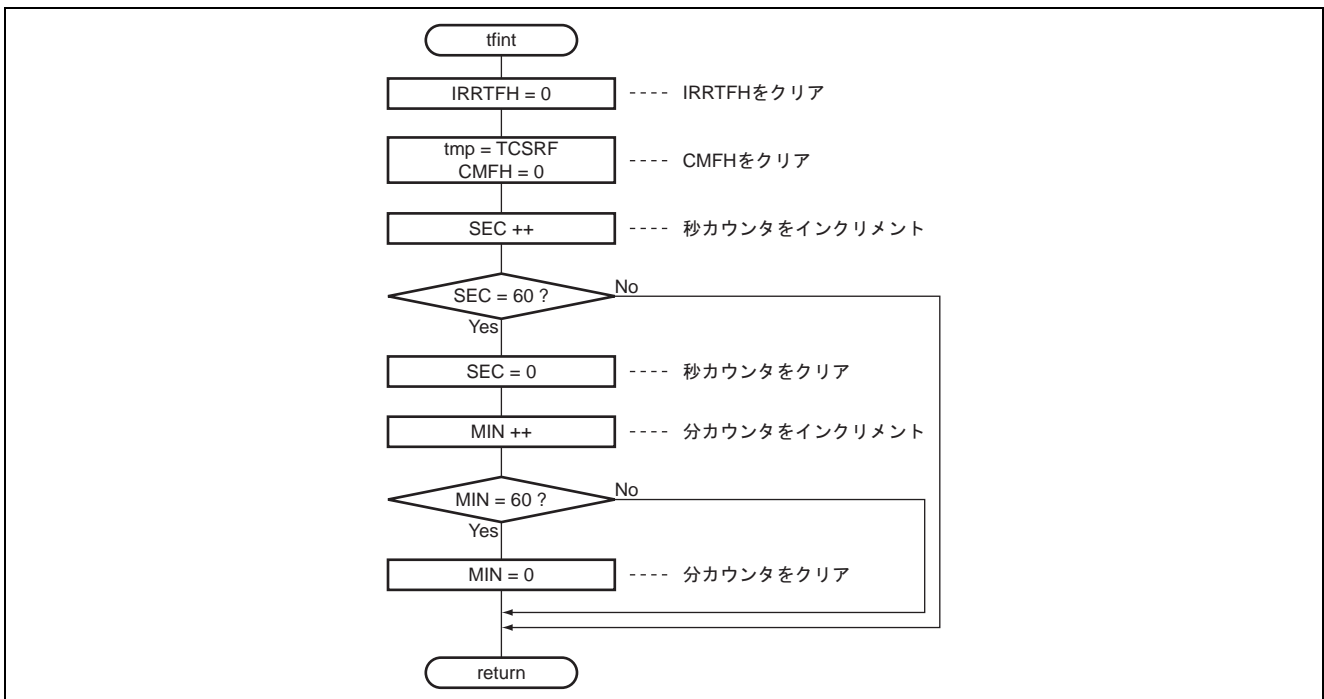 tfint
IRRTFH = 0 ---- IRRTFHをクリア
tmp = TCSRF
CMFH = 0 ---- CMFHをクリア
SEC ++ ---- 秒カウンタをインクリメント
SEC = 60 ? No
Yes
SEC = 0 ---- 秒カウンタをクリア
MIN ++ ---- 分カウンタをインクリメント
MIN = 60 ? No
Yes
MIN = 0 ---- 分カウンタをクリア
return